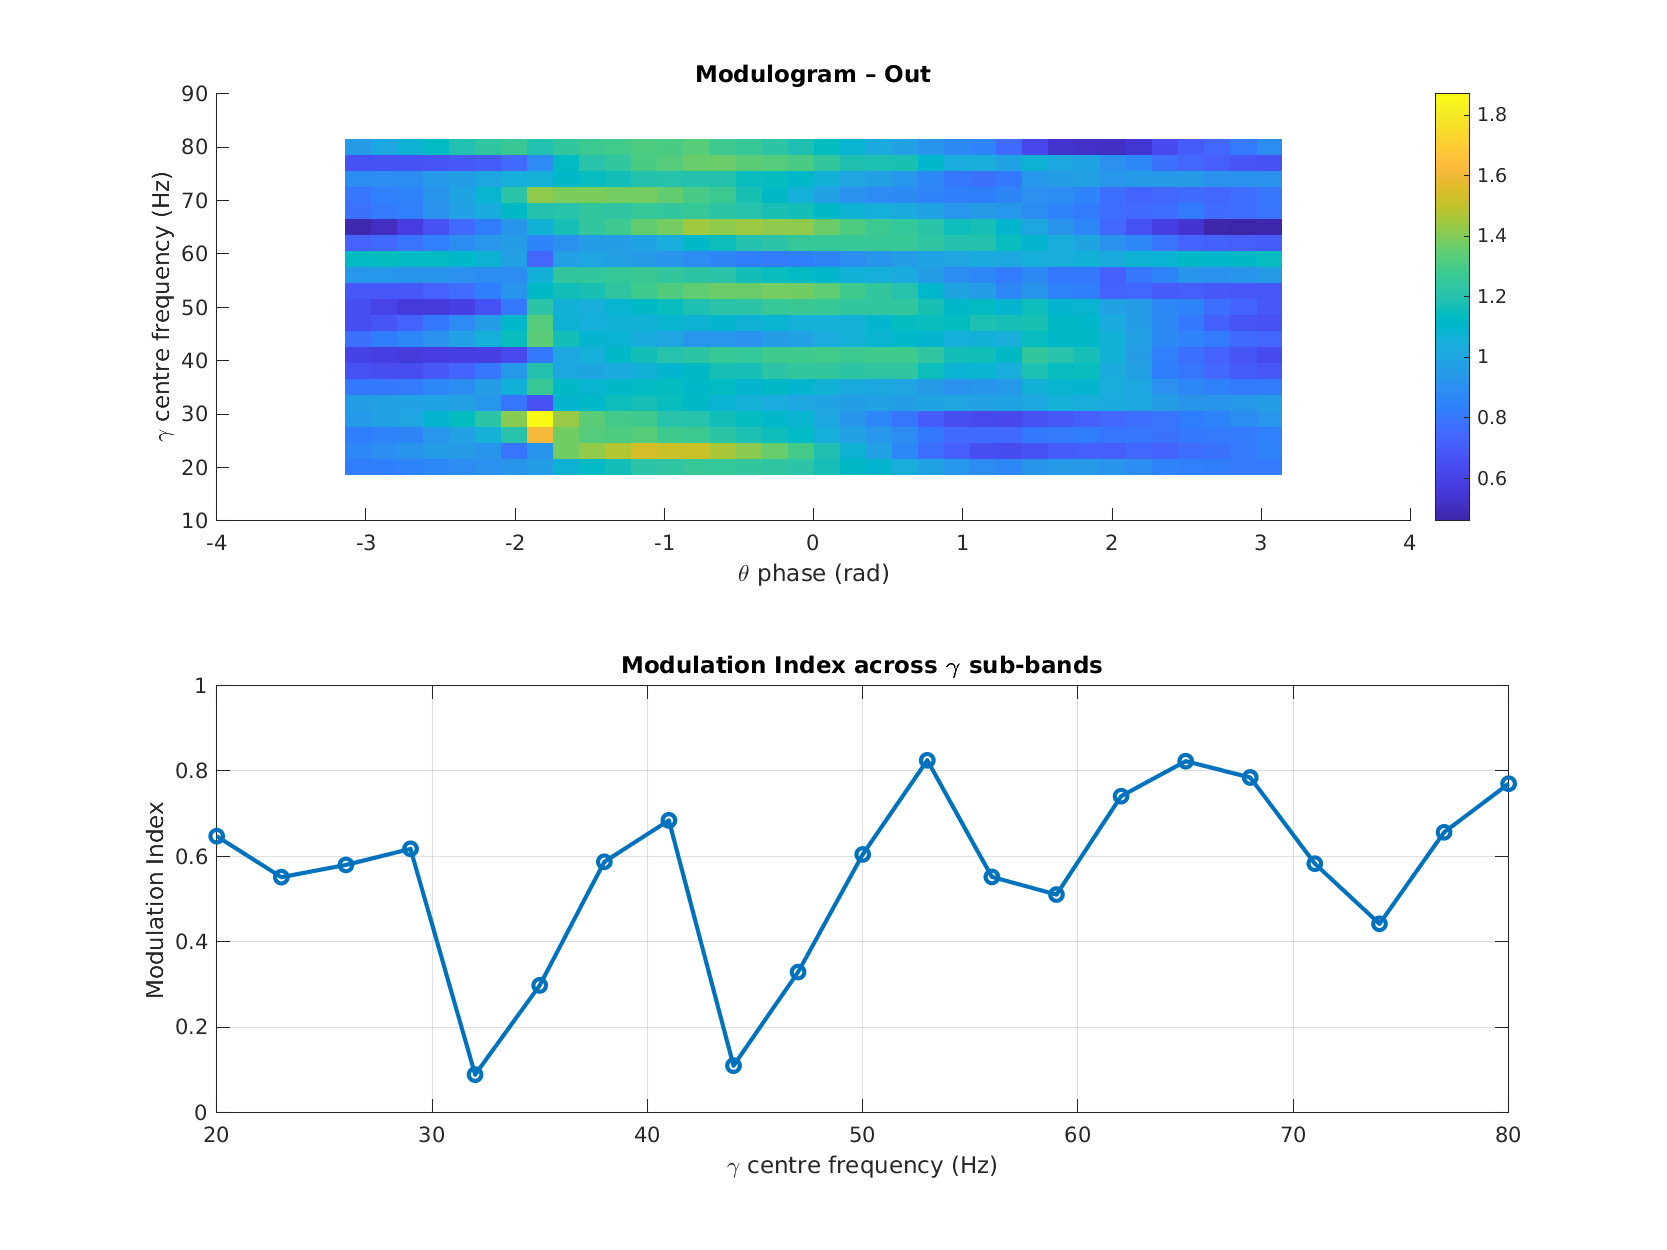 Modulogram – Out
90
80
70
60
50
40
30
20
10
γ centre frequency (Hz)
-4 -3 -2 -1 0 1 2 3 4
θ phase (rad)
1.8
1.6
1.4
1.2
1
0.8
0.6
Modulation Index across γ sub-bands
1
0.8
0.6
0.4
0.2
0
Modulation Index
20 30 40 50 60 70 80
γ centre frequency (Hz)